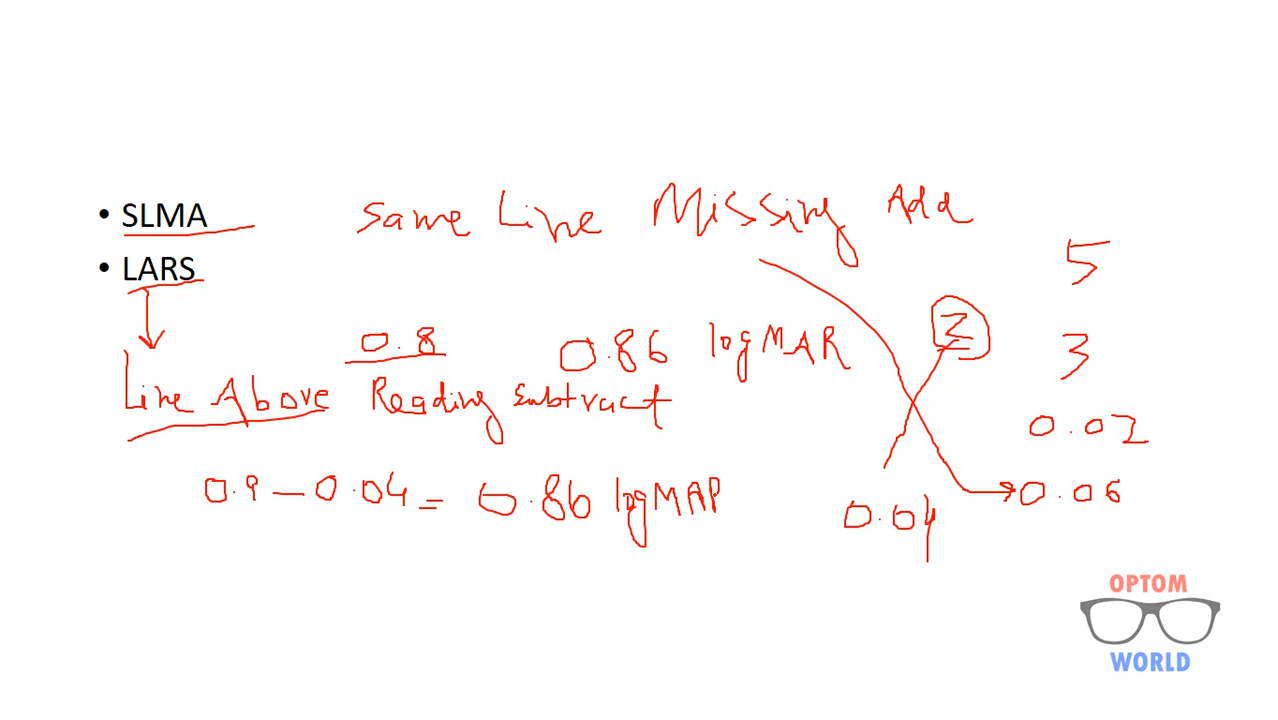 • SLMA Same Line Missing Add
5
• LARS
0.8 0.86 logMAR 2 3
Line Above Reading Subtract
0.02
0.9 - 0.04 = 0.86 logMAR 0.04 0.06
OPTOM
WORLD